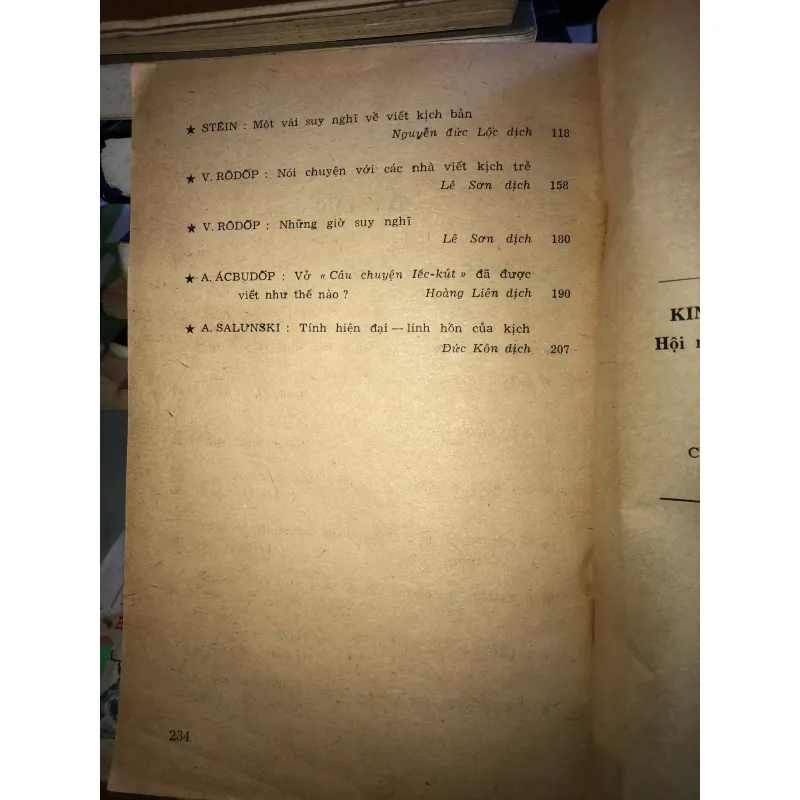 ★ STÊIN : Một vài suy nghĩ về viết kịch bản
Nguyễn đức Lộc dịch 118
★ V. RÔDỐP : Nói chuyện với các nhà viết kịch trẻ
Lê Sơn dịch 158
★ V. RÔDỐP : Những giờ suy nghĩ
Lê Sơn dịch 180
★ A. ÁCBUDỐP : Vở « Câu chuyện Iếc-kút » đã được
viết như thế nào ? Hoàng Liên dịch 190
★ A. SALƯNSKI : Tính hiện đại — linh hồn của kịch
Đức Kôn dịch 207
234
KIN
Hội
C